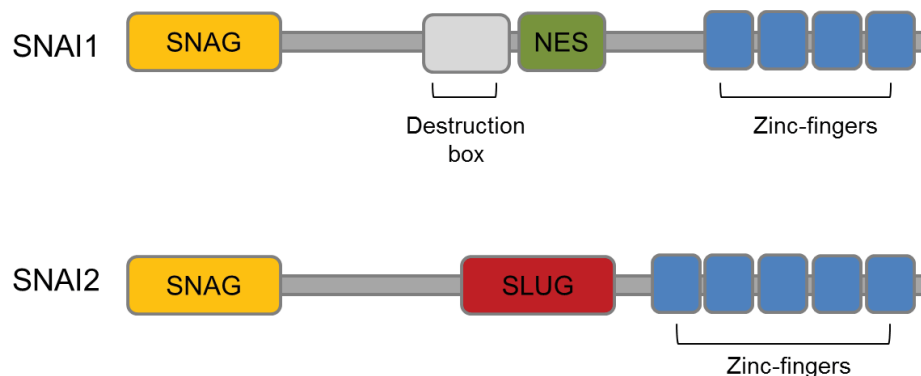 SNAI1
SNAG
NES
Destruction
box
Zinc-fingers
SNAI2
SNAG
SLUG
Zinc-fingers